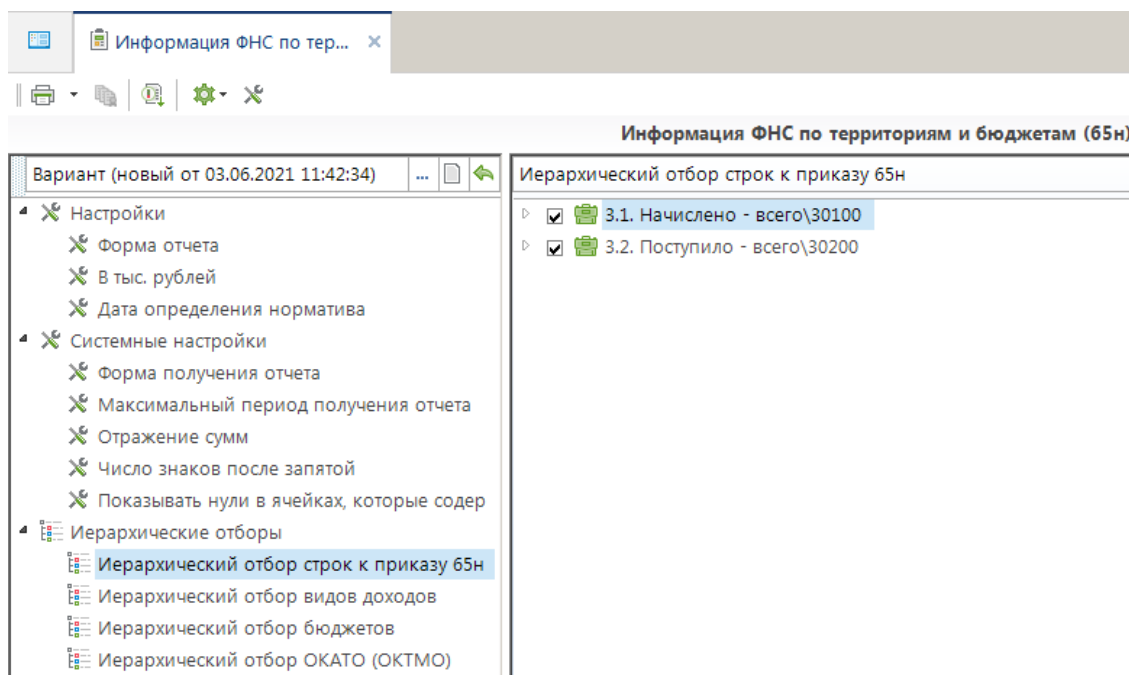 Информация ФНС по тер...
Информация ФНС по территориям и бюджетам (65н)
Вариант (новый от 03.06.2021 11:42:34) ...
Настройки
Форма отчета
В тыс. рублей
Дата определения норматива
Системные настройки
Форма получения отчета
Максимальный период получения отчета
Отражение сумм
Число знаков после запятой
Показывать нули в ячейках, которые содер
Иерархические отборы
Иерархический отбор строк к приказу 65н
Иерархический отбор видов доходов
Иерархический отбор бюджетов
Иерархический отбор ОКАТО (ОКТМО)
Иерархический отбор строк к приказу 65н
3.1. Начислено - всего\30100
3.2. Поступило - всего\30200